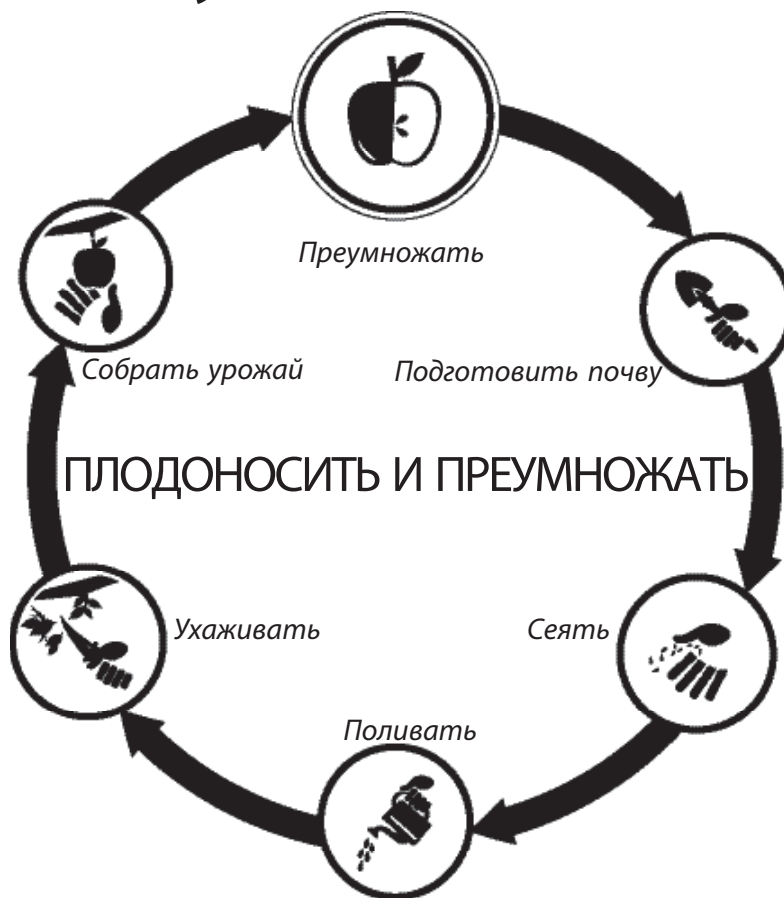 Преумножать
Собрать урожай
Подготовить почву
ПЛОДОНОСИТЬ И ПРЕУМНОЖАТЬ
Ухаживать
Сеять
Поливать